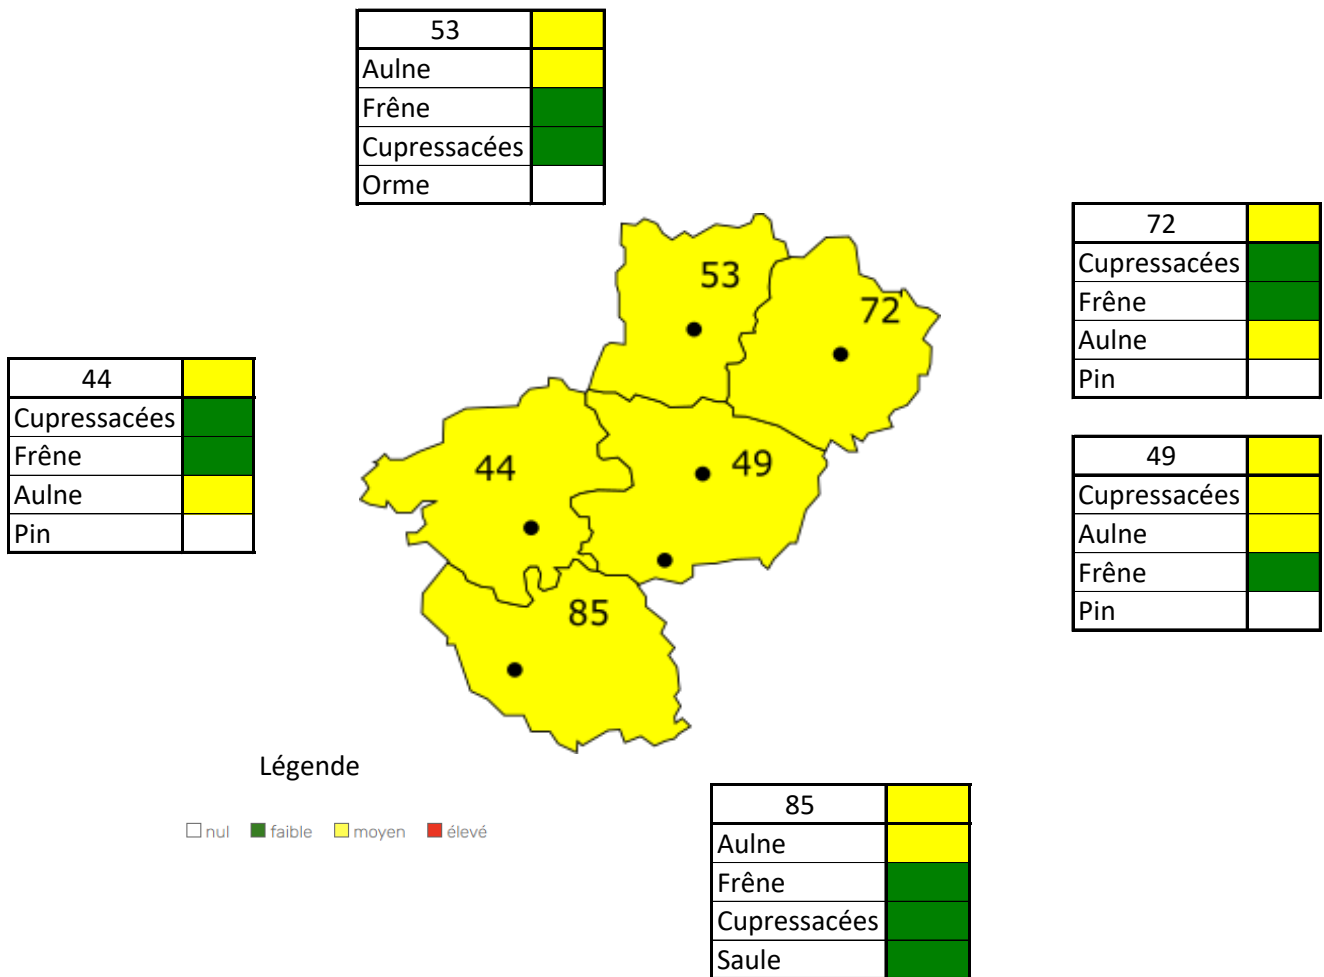 53
Aulne
Frêne
Cupressacées
Orme
53
72
72
Cupressacées
Frêne
Aulne
Pin
44
Cupressacées
Frêne
Aulne
Pin
44
49
49
Cupressacées
Aulne
Frêne
Pin
85
Légende
nul faible moyen élevé
85
Aulne
Frêne
Cupressacées
Saule